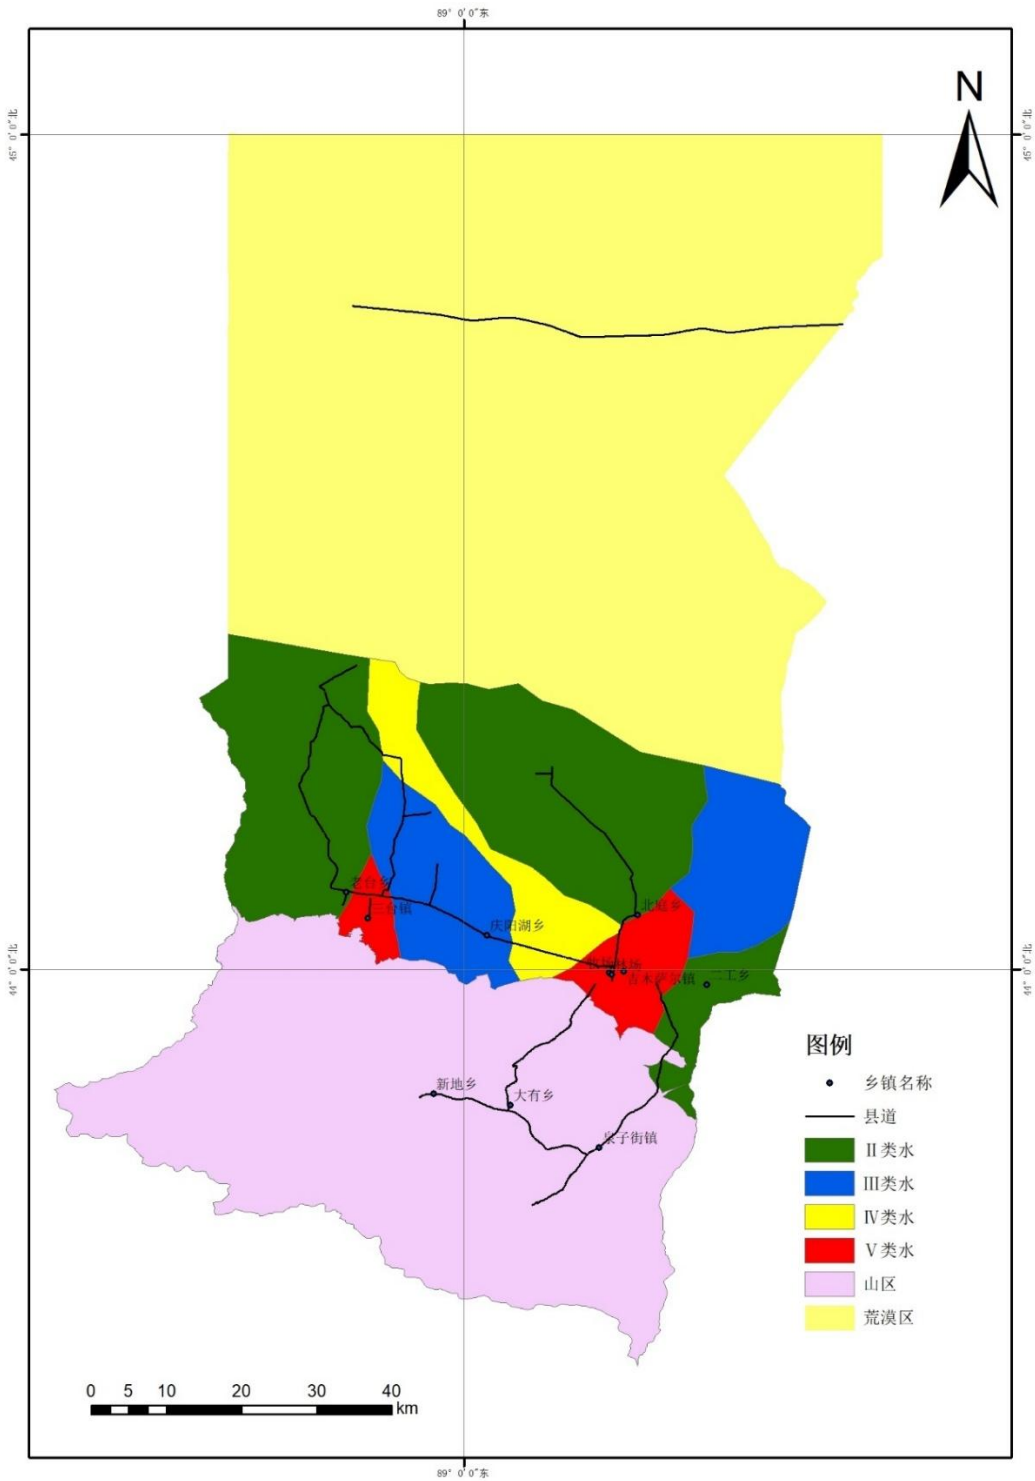 89° 0′0″东
N
45° 0′0″北
45° 0′0″北
老台乡
三台镇
庆阳湖乡
北庭乡
牧场
林场
吉木萨尔镇
二工乡
44° 0′0″北
44° 0′0″北
新地乡
大有乡
泉子街镇
图例
乡镇名称
县道
Ⅱ类水
Ⅲ类水
Ⅳ类水
Ⅴ类水
山区
荒漠区
0 5 10 20 30 40
km
89° 0′0″东